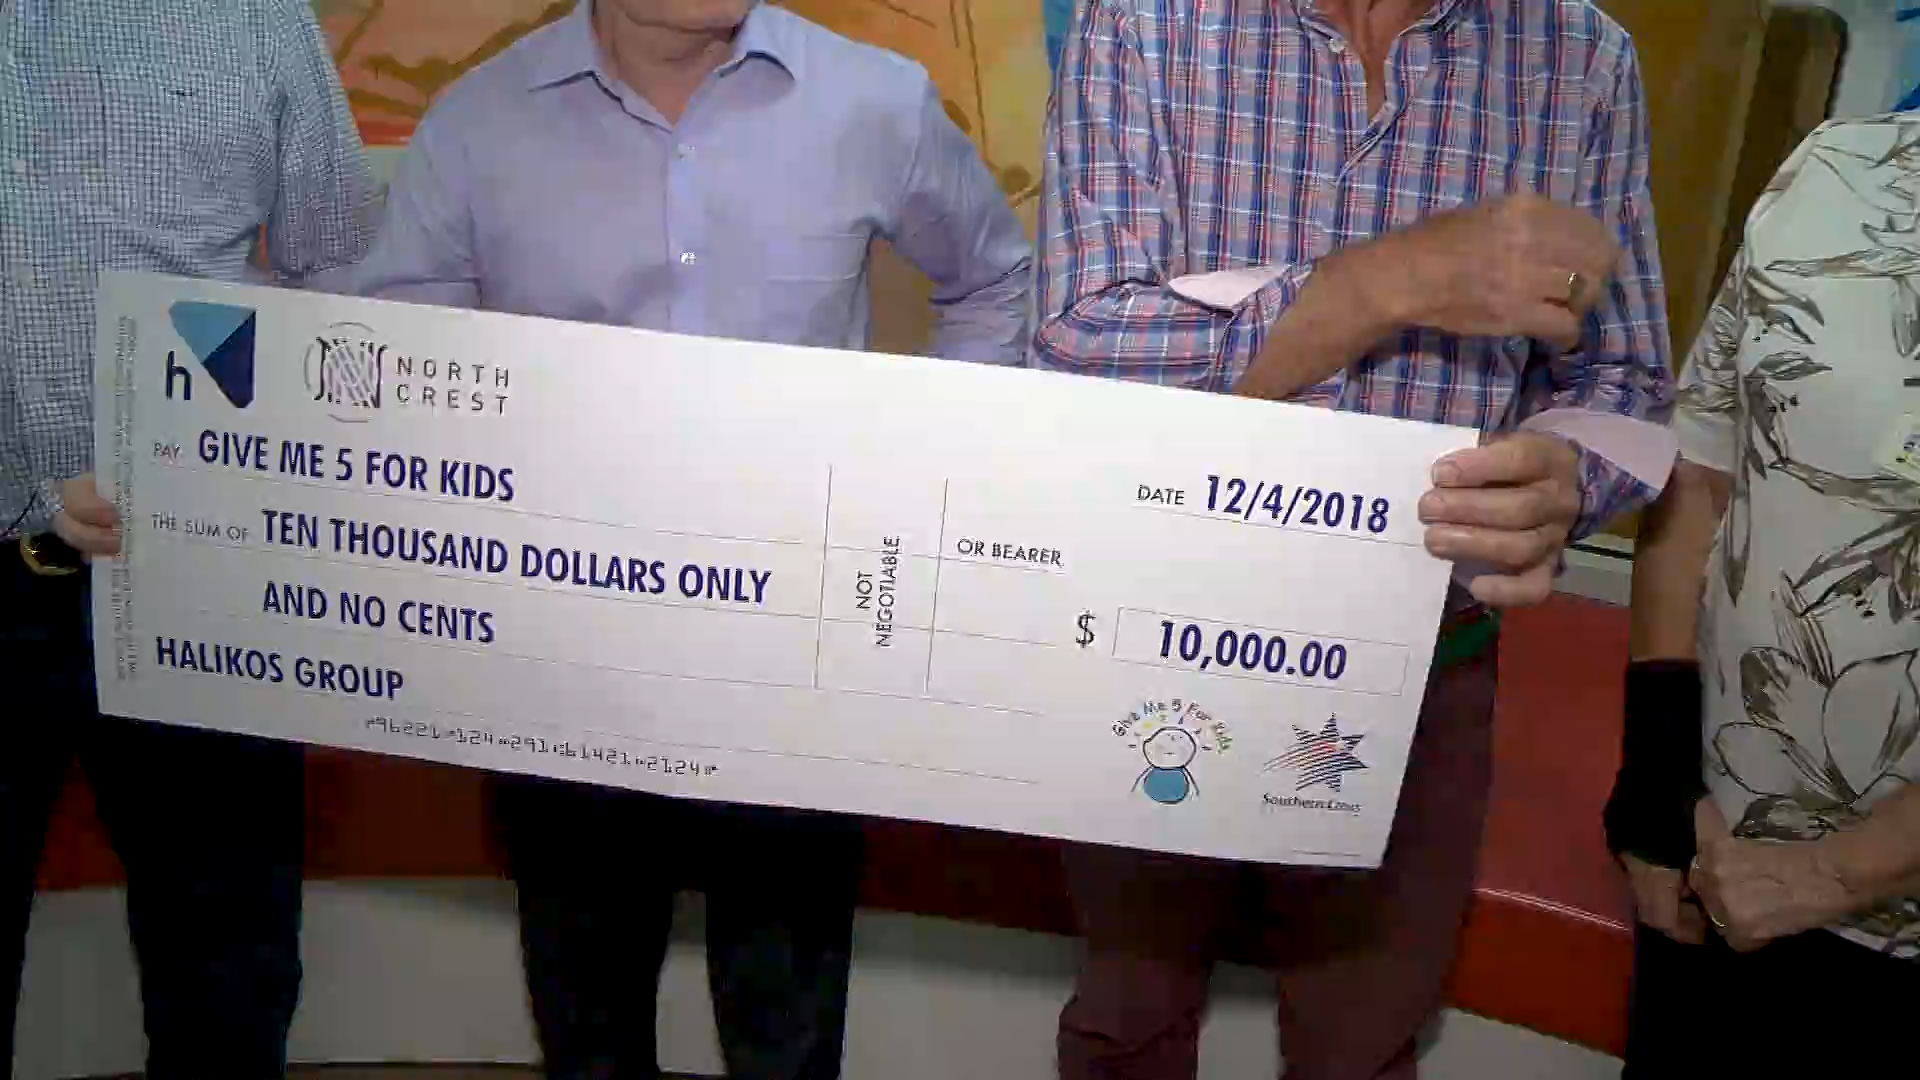 h
NORTH
CREST
PAY GIVE ME 5 FOR KIDS
DATE 12/4/2018
THE SUM OF TEN THOUSAND DOLLARS ONLY
AND NO CENTS
NOT
NEGOTIABLE
OR BEARER
$ 10,000.00
HALIKOS GROUP
Give Me 5 For Kids
Southern Cross